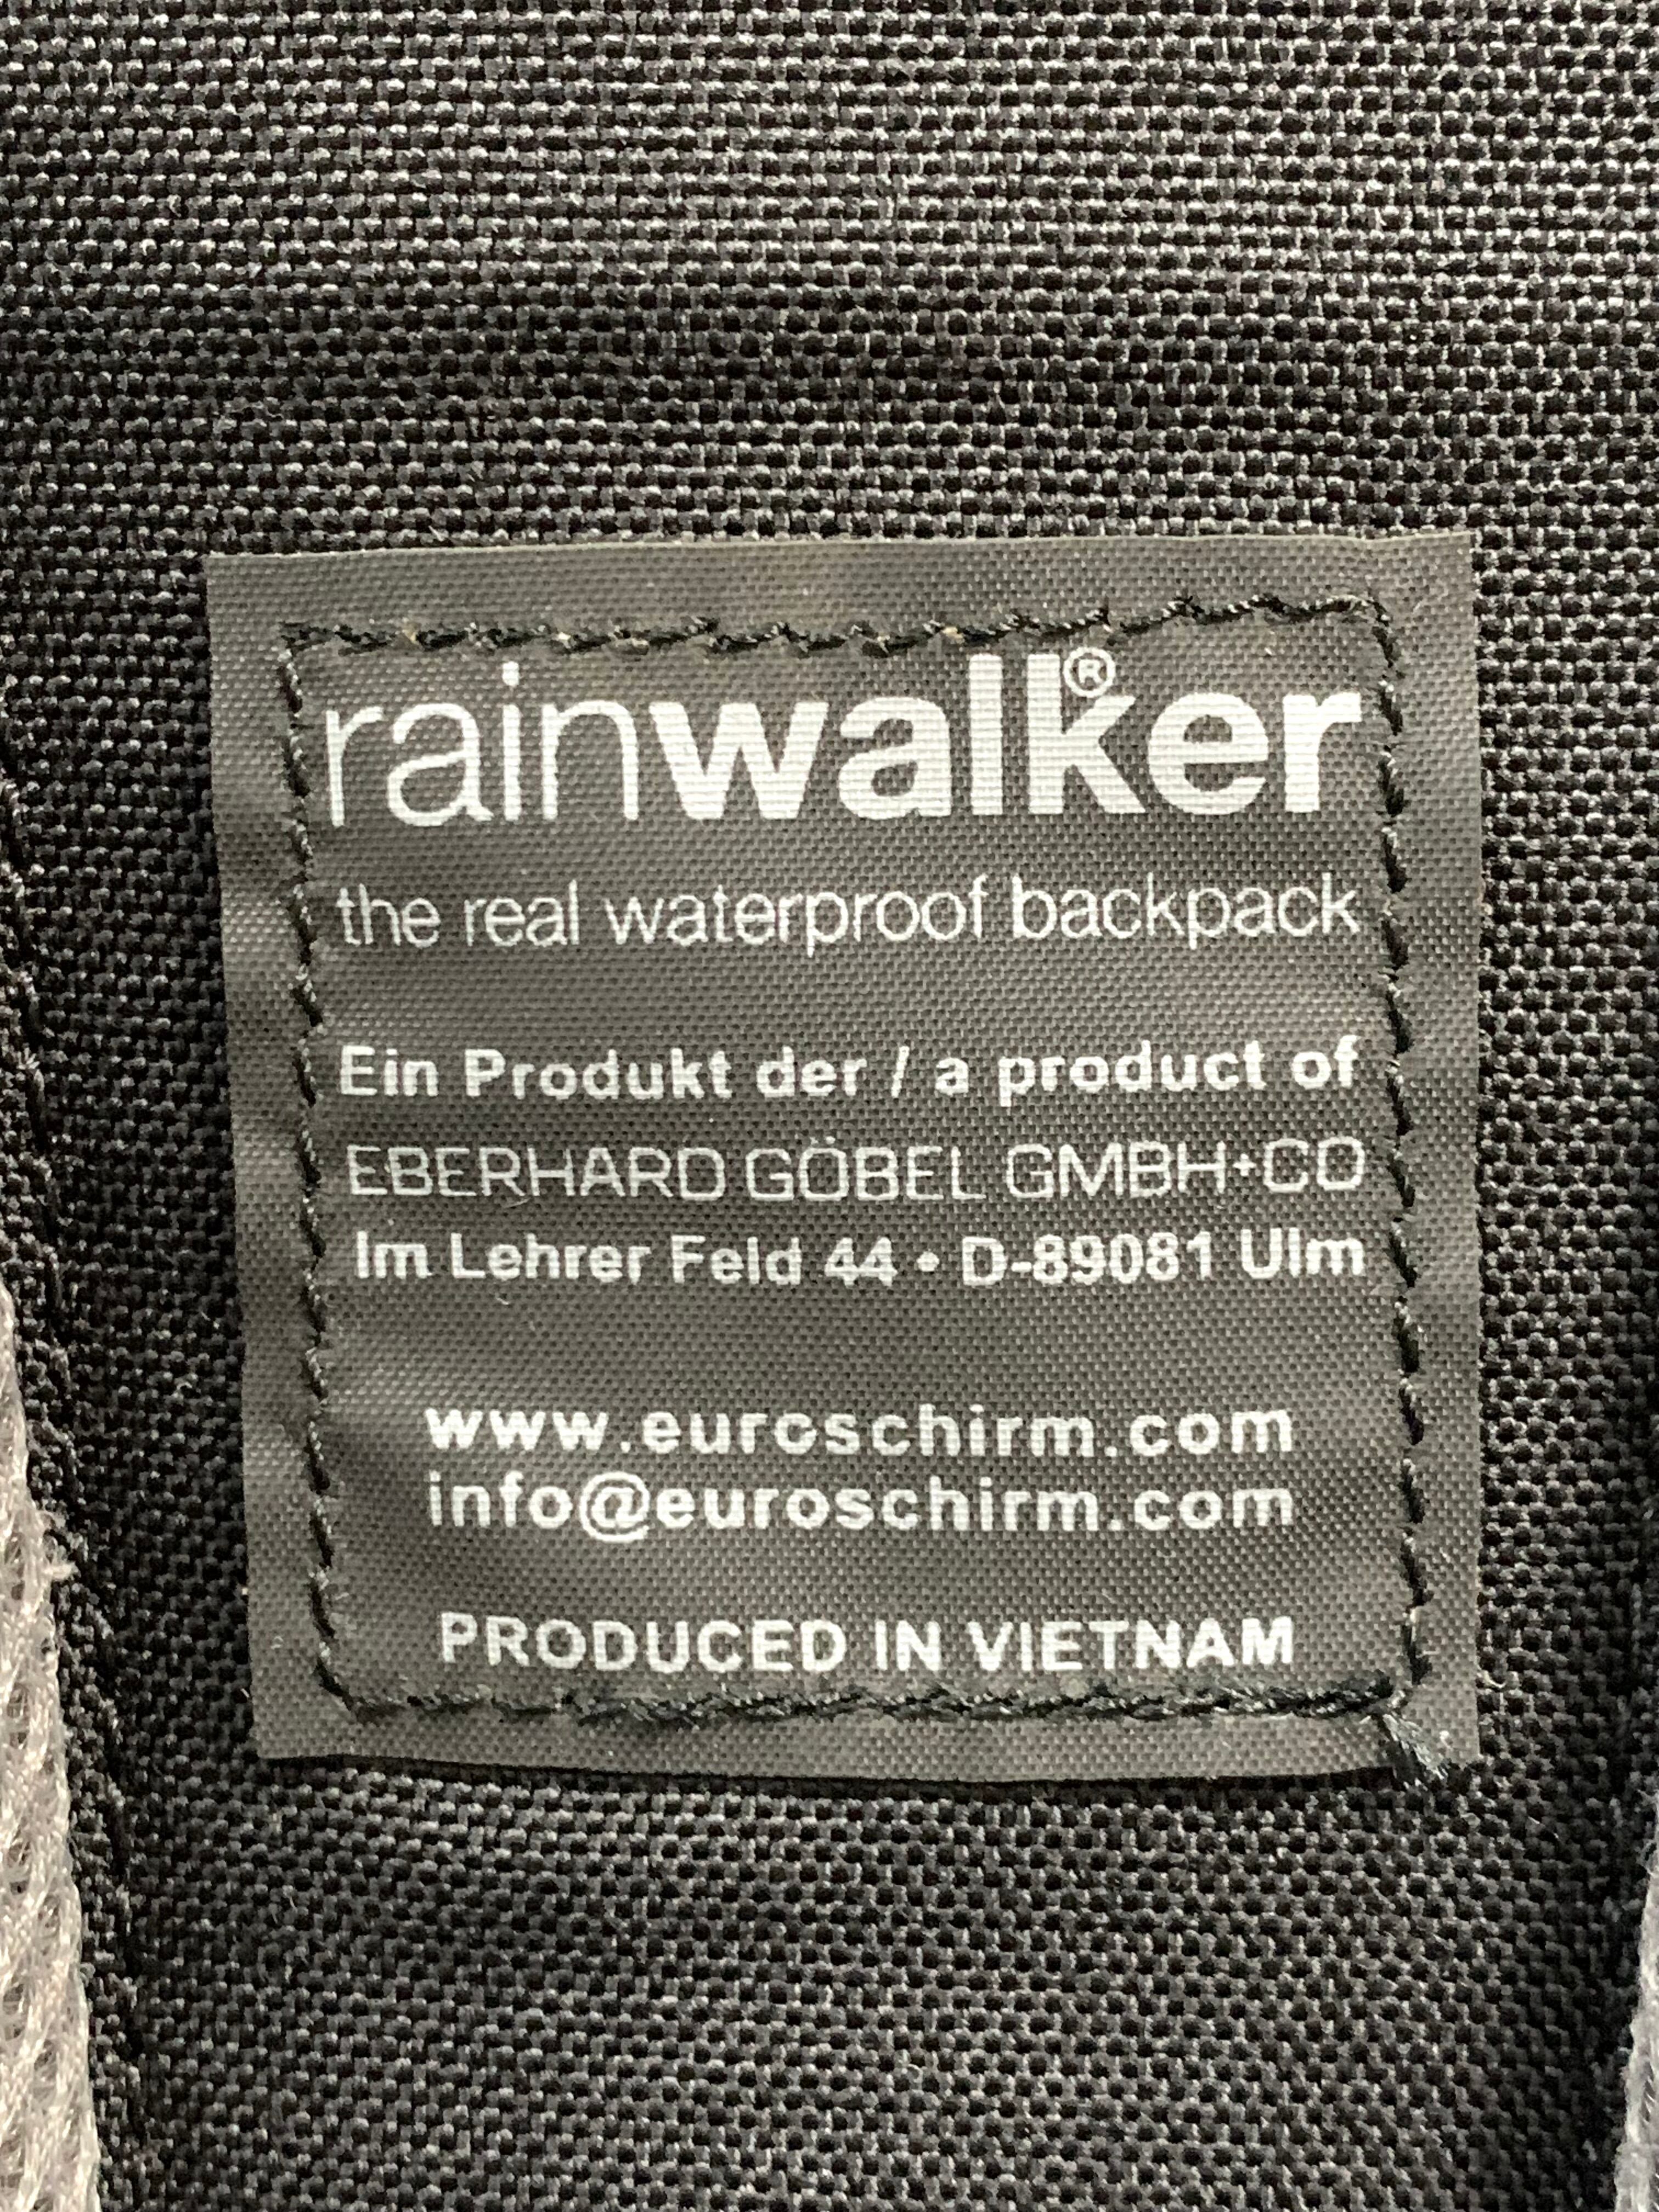 rainwalker®
the real waterproof backpack
Ein Produkt der / a product of
EBERHARD GÖBEL GMBH+CO
Im Lehrer Feld 44 • D-89081 Ulm
www.euroschirm.com
info@euroschirm.com
PRODUCED IN VIETNAM